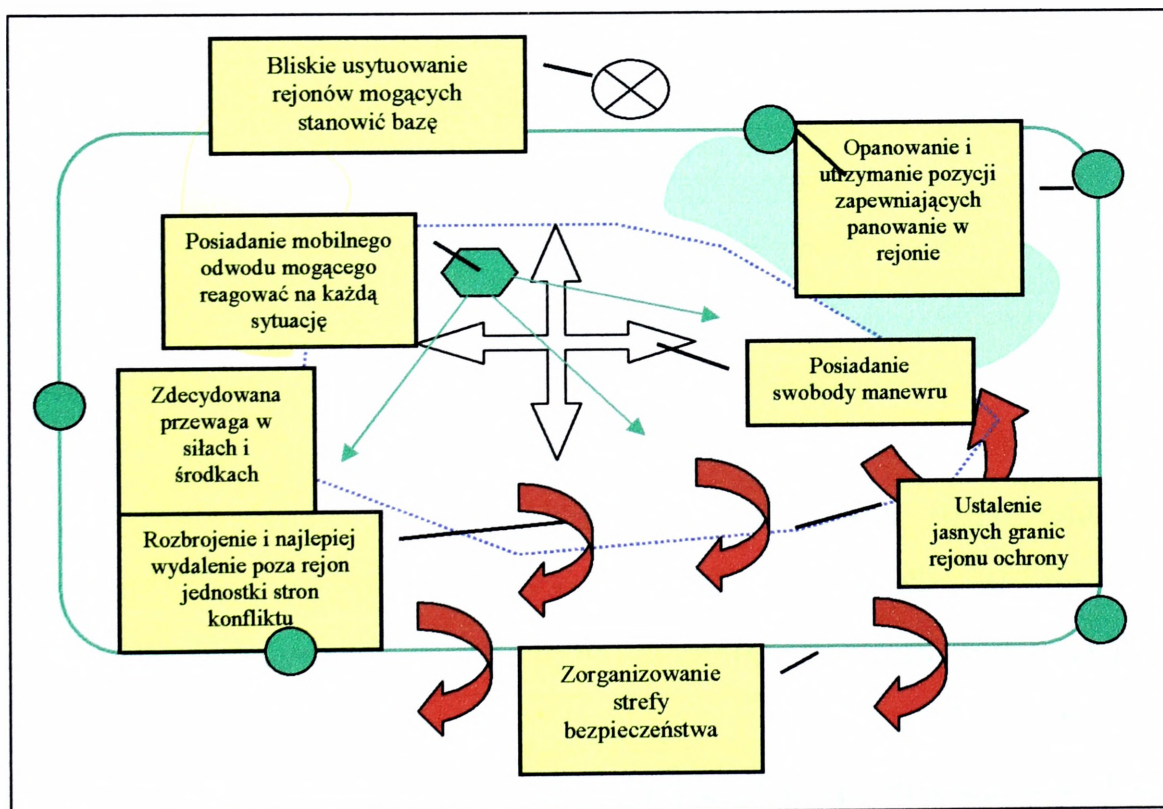 Bliskie usytuowanie
rejonów mogących
stanowić bazę
Opanowanie i
utrzymanie pozycji
zapewniających
panowanie w
rejonie
Posiadanie mobilnego
odwodu mogącego
reagować na każdą
sytuację
Posiadanie
swobody manewru
Zdecydowana
przewaga w
siłach i
środkach
Rozbrojenie i najlepiej
wydalenie poza rejon
jednostki stron
konfliktu
Ustalenie
jasnych granic
rejonu ochrony
Zorganizowanie
strefy
bezpieczeństwa